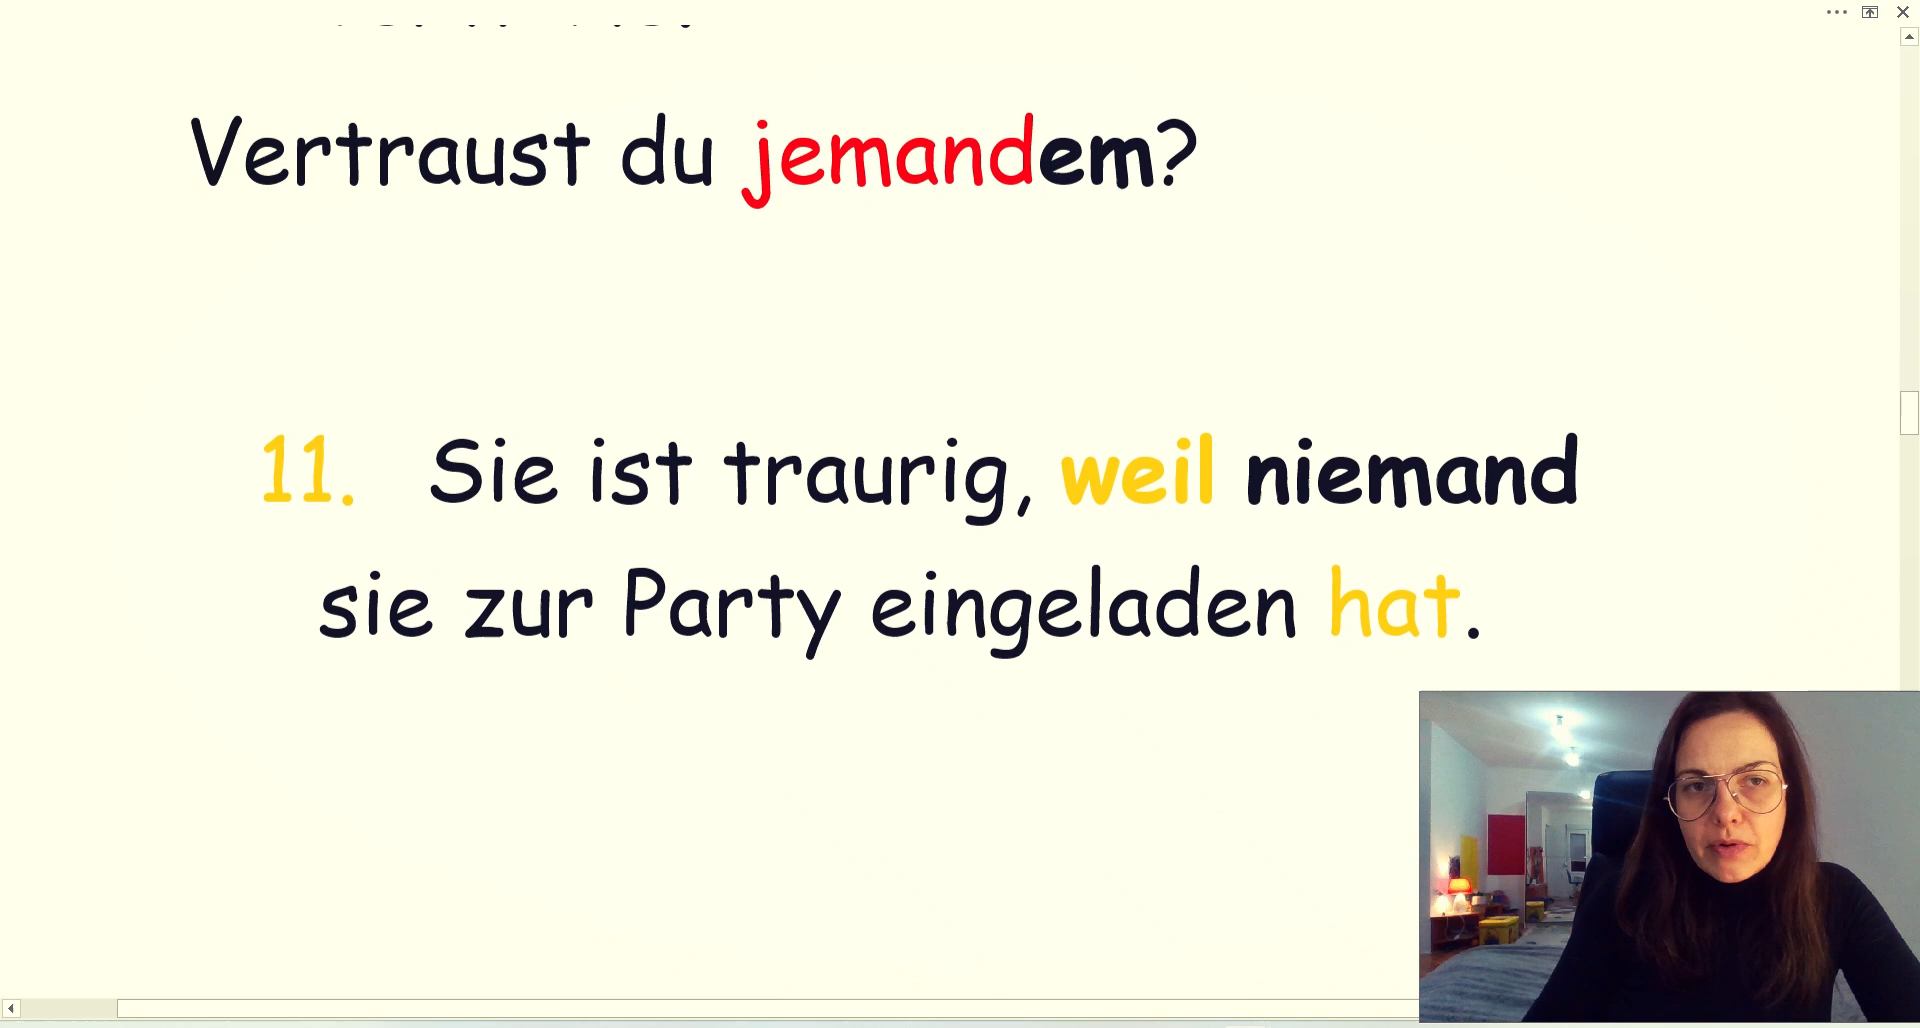 Vertraust du jemandem?
11. Sie ist traurig, weil niemand
sie zur Party eingeladen hat.